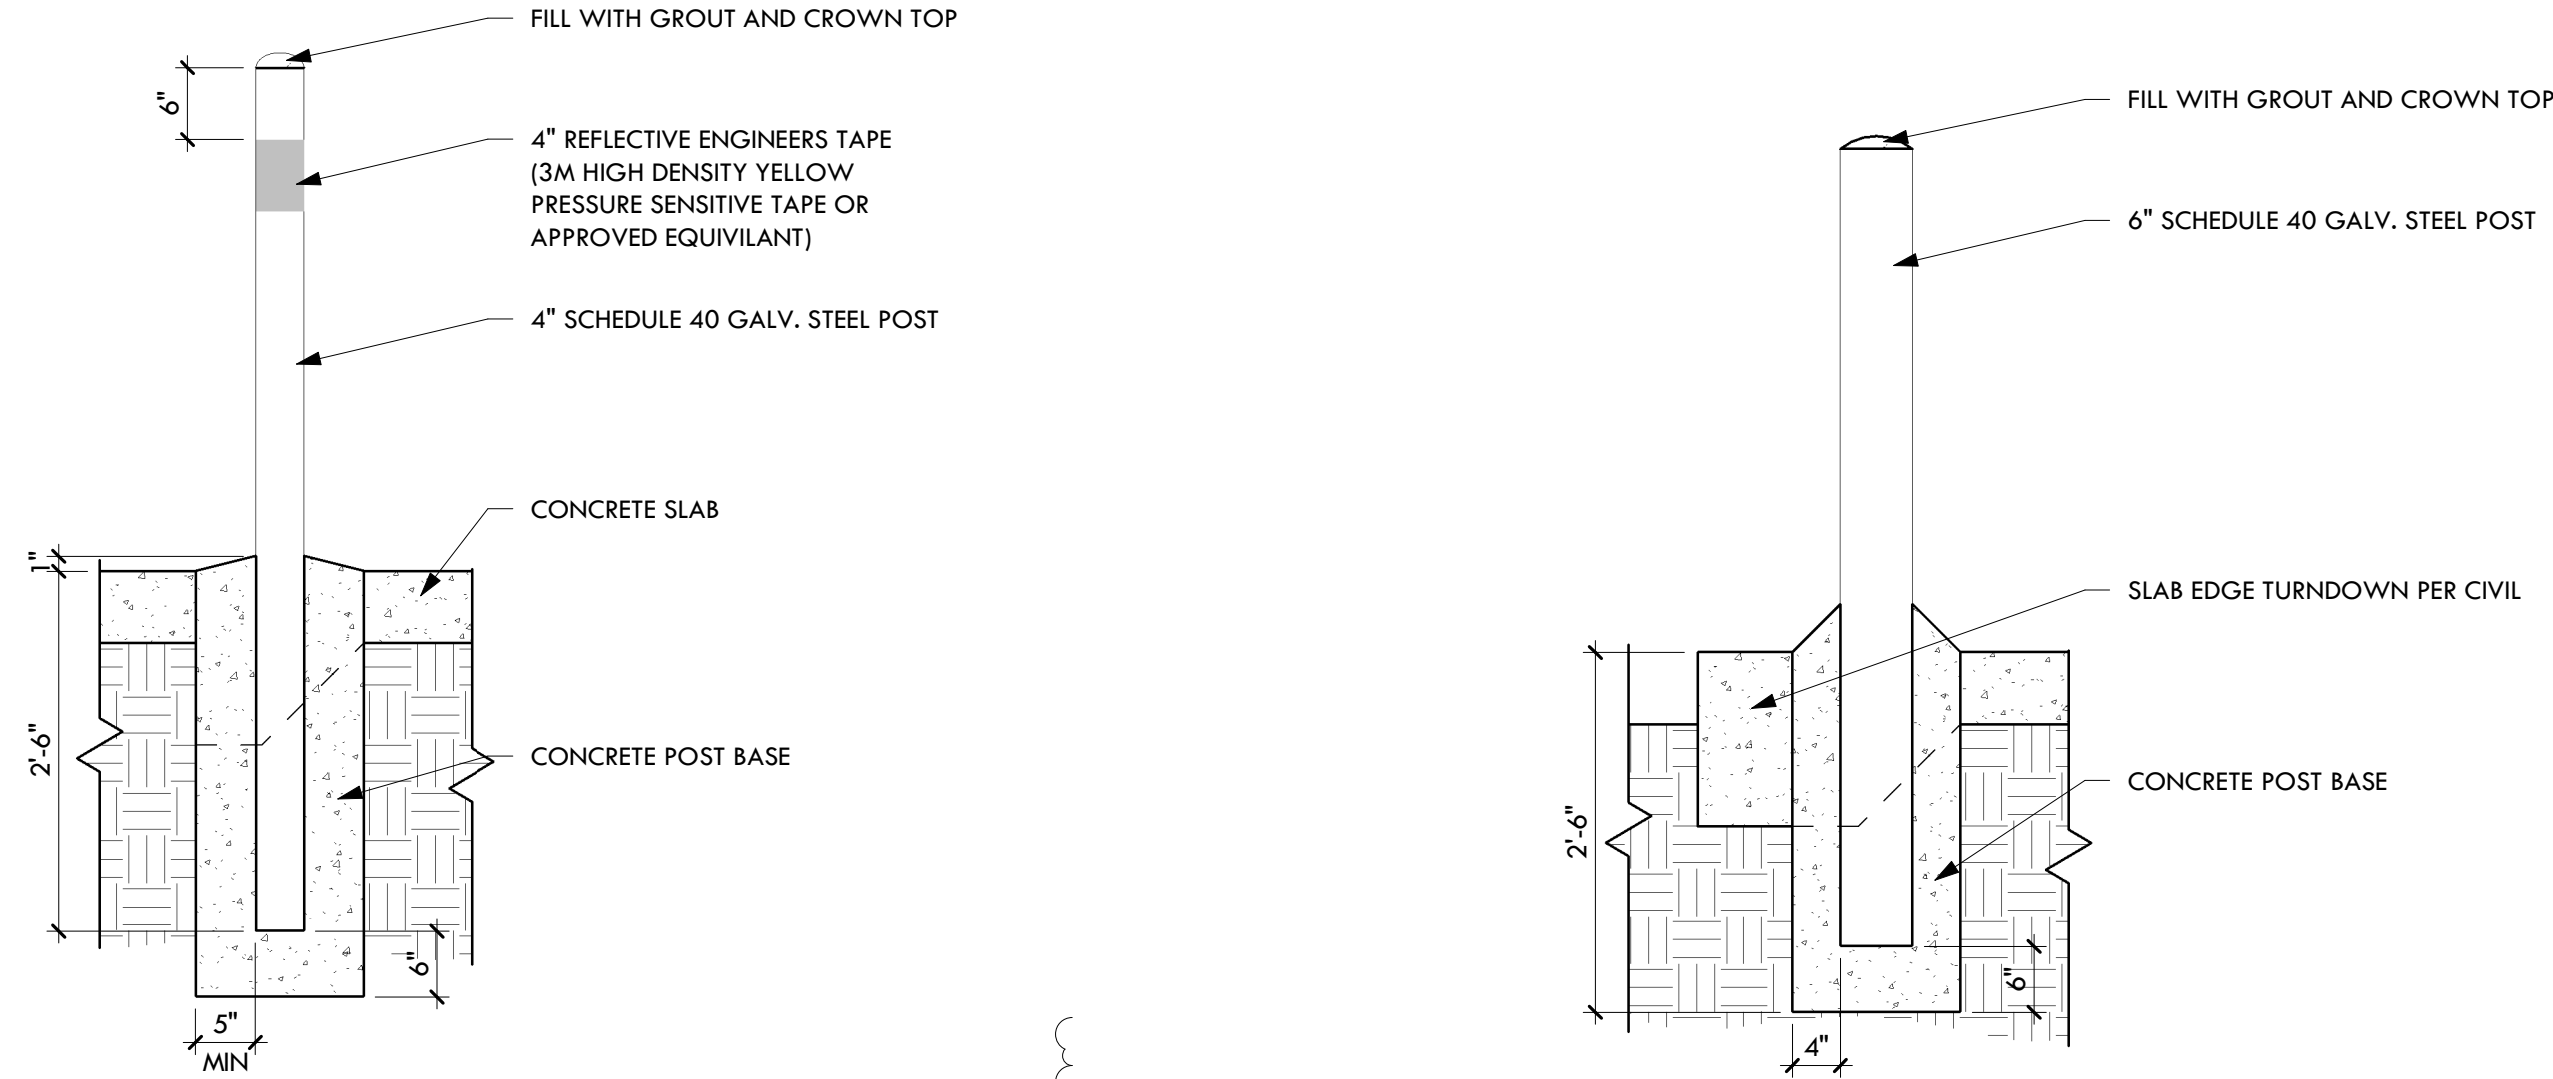 FILL WITH GROUT AND CROWN TOP
6"
4" REFLECTIVE ENGINEERS TAPE
(3M HIGH DENSITY YELLOW
PRESSURE SENSITIVE TAPE OR
APPROVED EQUIVILANT)
4" SCHEDULE 40 GALV. STEEL POST
CONCRETE SLAB
1"
2'-6"
CONCRETE POST BASE
6"
5"
MIN
FILL WITH GROUT AND CROWN TOP
6" SCHEDULE 40 GALV. STEEL POST
SLAB EDGE TURNDOWN PER CIVIL
2'-6"
CONCRETE POST BASE
6"
4"